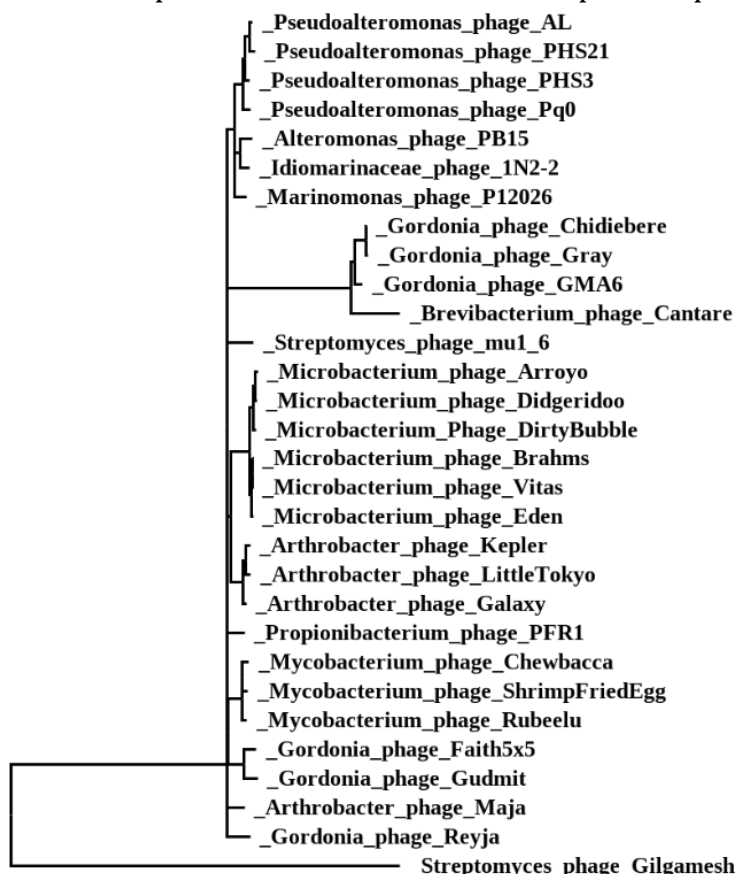 _Pseudoalteromonas_phage_AL
_Pseudoalteromonas_phage_PHS21
_Pseudoalteromonas_phage_PHS3
_Pseudoalteromonas_phage_Pq0
_Alteromonas_phage_PB15
_Idiomarinaceae_phage_1N2-2
_Marinomonas_phage_P12026
_Gordonia_phage_Chidiebere
_Gordonia_phage_Gray
_Gordonia_phage_GMA6
_Brevibacterium_phage_Cantare
_Streptomyces_phage_mu1_6
_Microbacterium_phage_Arroyo
_Microbacterium_phage_Didgeridoo
_Microbacterium_Phage_DirtyBubble
_Microbacterium_phage_Brahms
_Microbacterium_phage_Vitas
_Microbacterium_phage_Eden
_Arthrobacter_phage_Kepler
_Arthrobacter_phage_LittleTokyo
_Arthrobacter_phage_Galaxy
_Propionibacterium_phage_PFR1
_Mycobacterium_phage_Chewbacca
_Mycobacterium_phage_ShrimpFriedEgg
_Mycobacterium_phage_Rubeelu
_Gordonia_phage_Faith5x5
_Gordonia_phage_Gudmit
_Arthrobacter_phage_Maja
_Gordonia_phage_Reyja
Streptomyces_phage_Gilgamesh